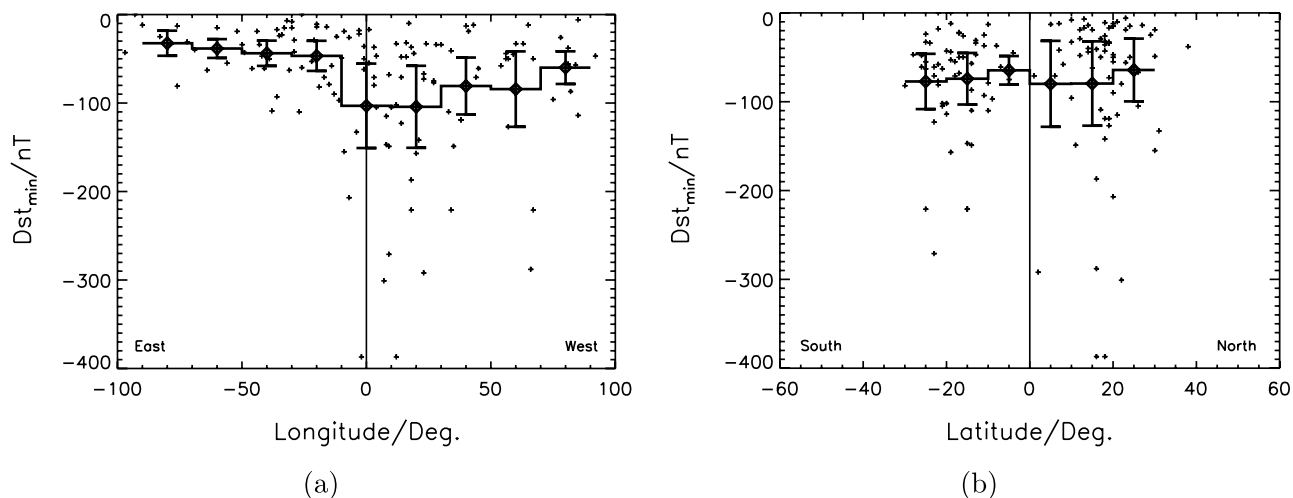 0
−100
−200
−300
−400
Dst_min/nT
East
West
−100 −50 0 50 100
Longitude/Deg.
(a)
0
−100
−200
−300
−400
Dst_min/nT
South
North
−60 −40 −20 0 20 40 60
Latitude/Deg.
(b)